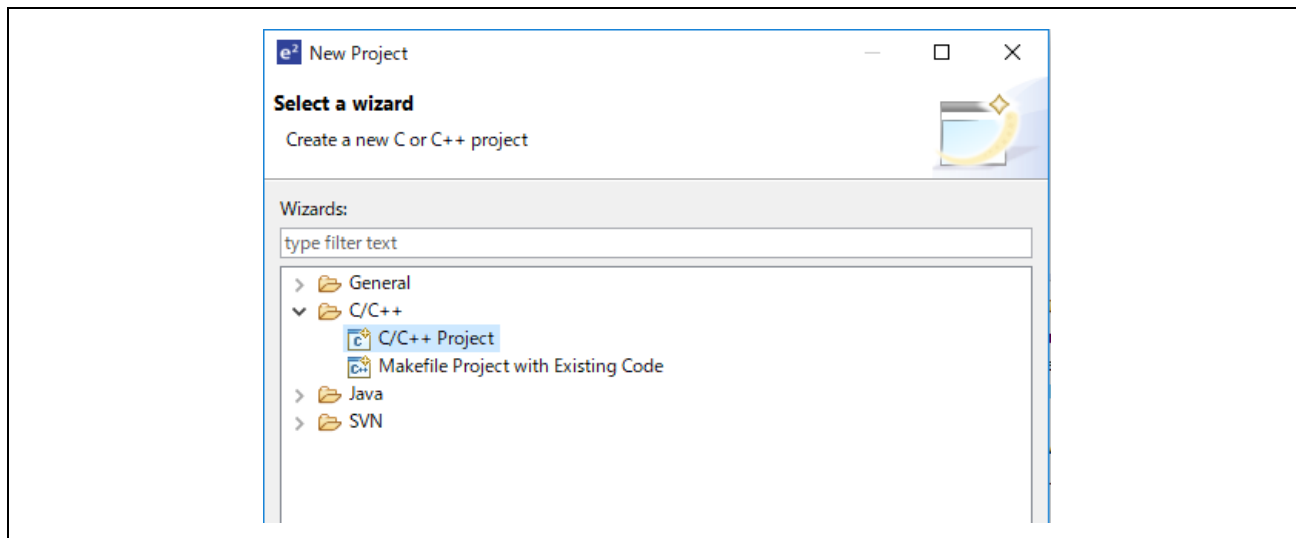 e² New Project
Select a wizard
Create a new C or C++ project
Wizards:
type filter text
General
C/C++
C/C++ Project
Makefile Project with Existing Code
Java
SVN